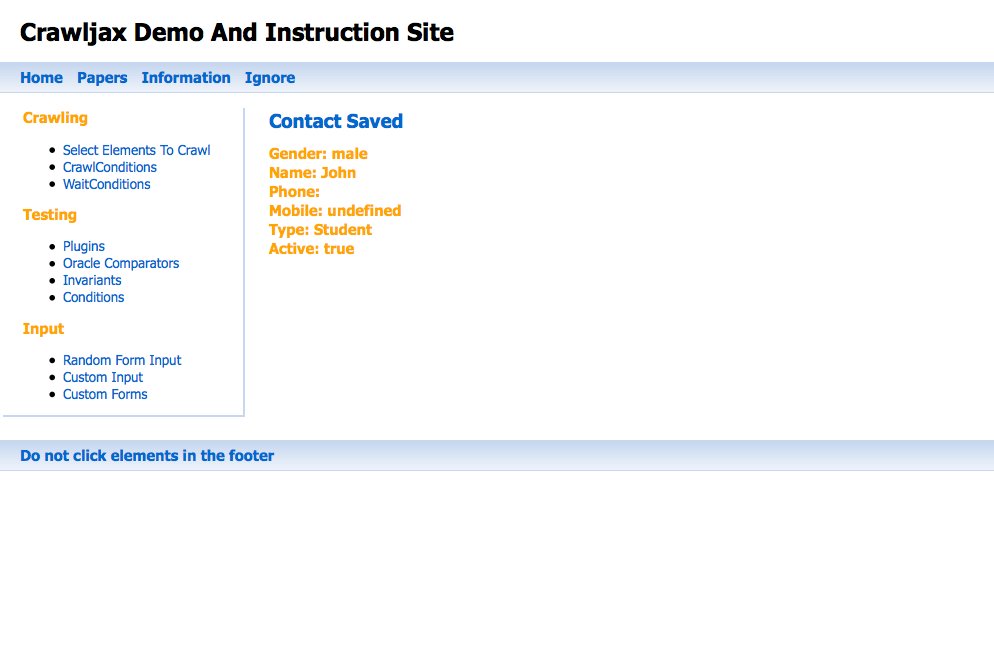 Crawljax Demo And Instruction Site
Home Papers Information Ignore
Crawling
Select Elements To Crawl
CrawlConditions
WaitConditions
Testing
Plugins
Oracle Comparators
Invariants
Conditions
Input
Random Form Input
Custom Input
Custom Forms
Contact Saved
Gender: male
Name: John
Phone:
Mobile: undefined
Type: Student
Active: true
Do not click elements in the footer